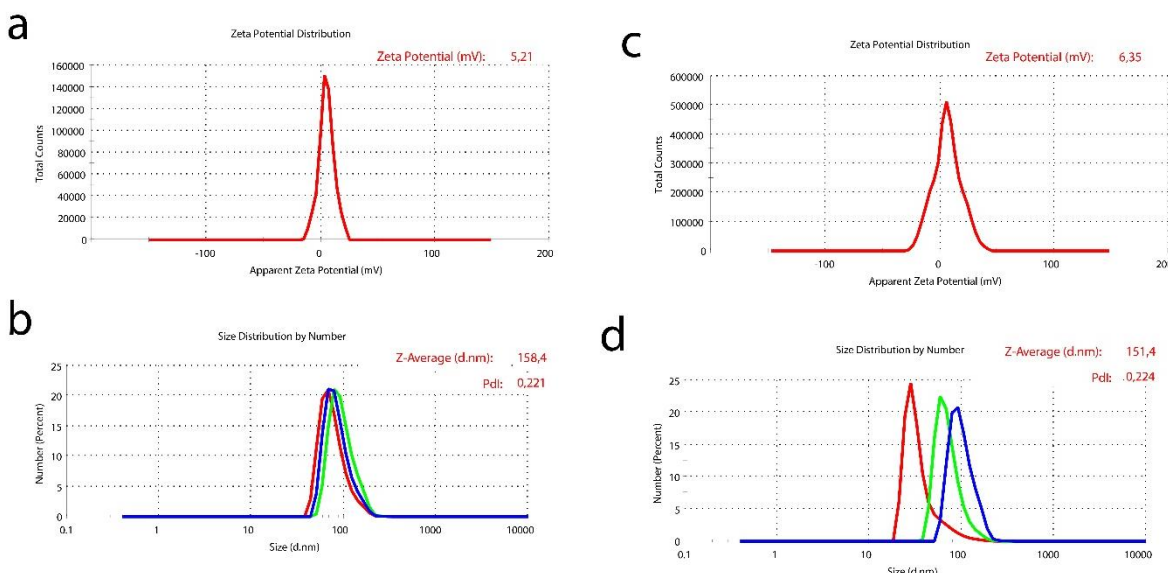 a
Zeta Potential Distribution
Zeta Potential (mV): 5,21
160000
140000
120000
100000
80000
60000
40000
20000
0
Total Counts
-100 0 100 200
Apparent Zeta Potential (mV)
c
Zeta Potential Distribution
Zeta Potential (mV): 6,35
600000
500000
400000
300000
200000
100000
0
Total Counts
-100 0 100 200
Apparent Zeta Potential (mV)
b
Size Distribution by Number
Z-Average (d.nm): 158,4
PdI: 0,221
25
20
15
10
5
0
Number (Percent)
0.1 1 10 100 1000 10000
Size (d.nm)
d
Size Distribution by Number
Z-Average (d.nm): 151,4
PdI: 0,224
25
20
15
10
5
0
Number (Percent)
0.1 1 10 100 1000 10000
Size (d.nm)